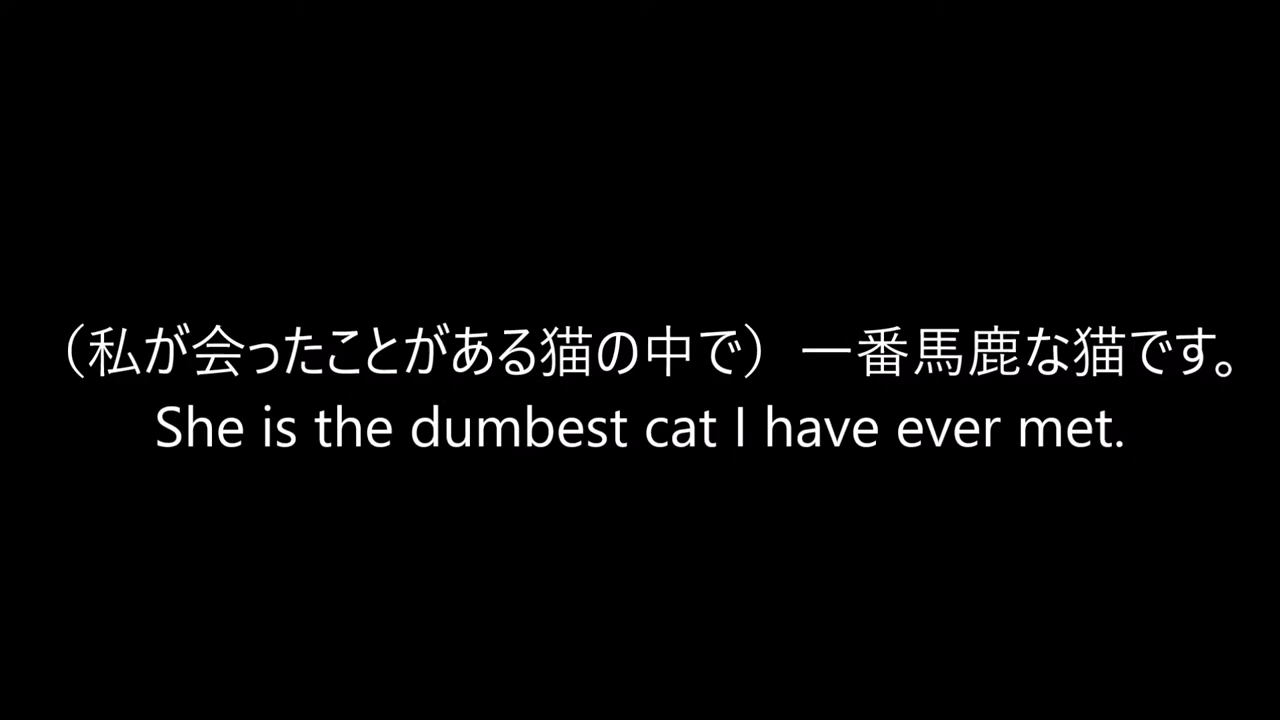 （私が会ったことがある猫の中で）一番馬鹿な猫です。
She is the dumbest cat I have ever met.